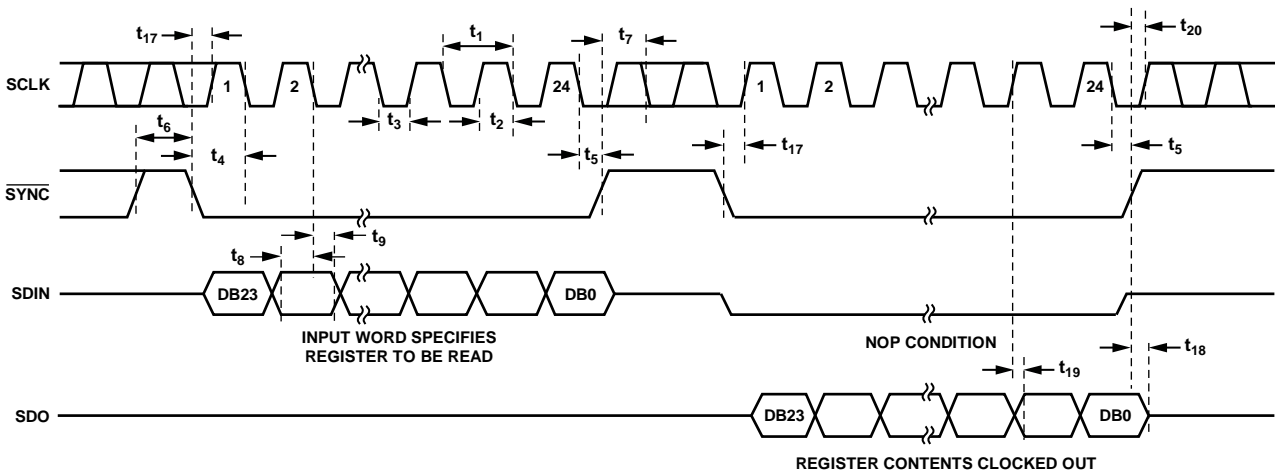 t17
t1
t7
t20
SCLK
1
2
24
1
2
24
t6
t4
t3
t2
t5
t17
t5
SYNC
t8
t9
SDIN
DB23
DB0
INPUT WORD SPECIFIES
REGISTER TO BE READ
NOP CONDITION
t18
t19
SDO
DB23
DB0
REGISTER CONTENTS CLOCKED OUT